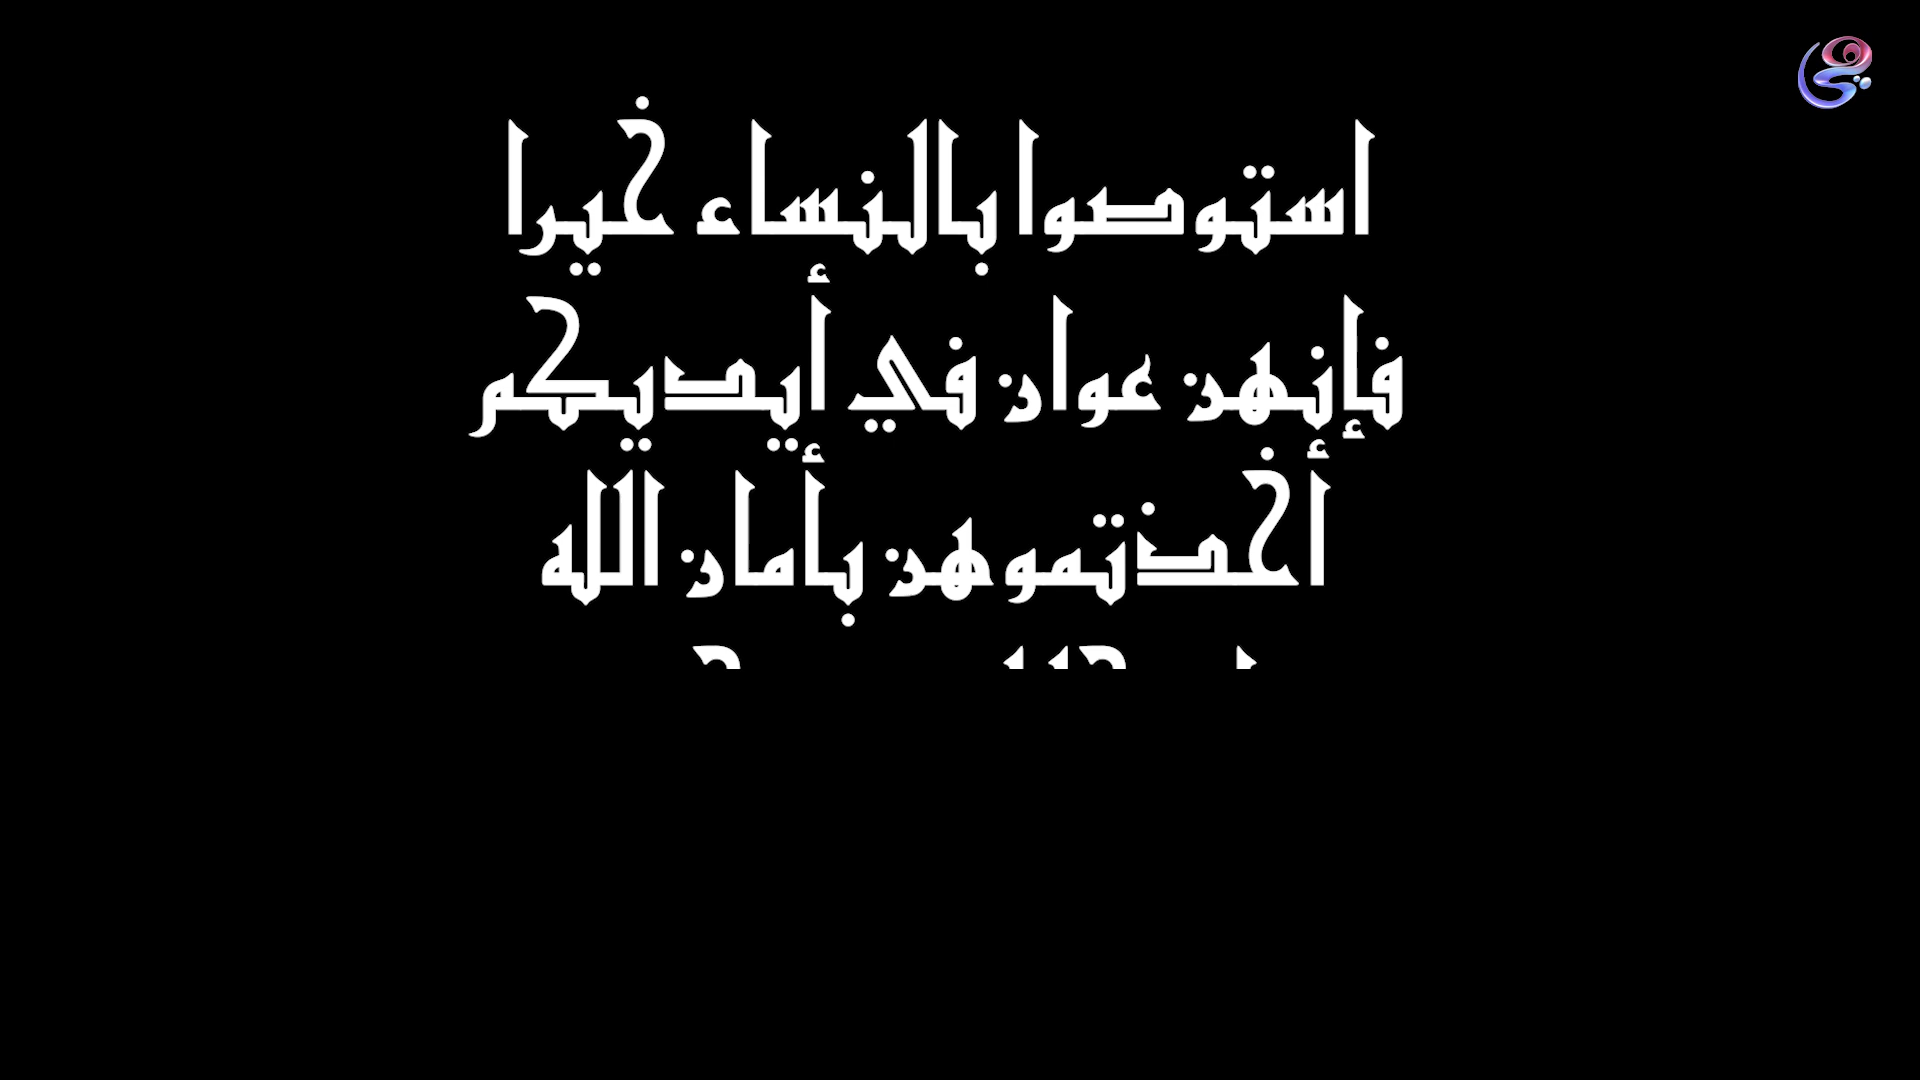 استوصوا بالنساء خيرا
فإنهن عوان في أيديكم
أخذتموهن بأمان الله